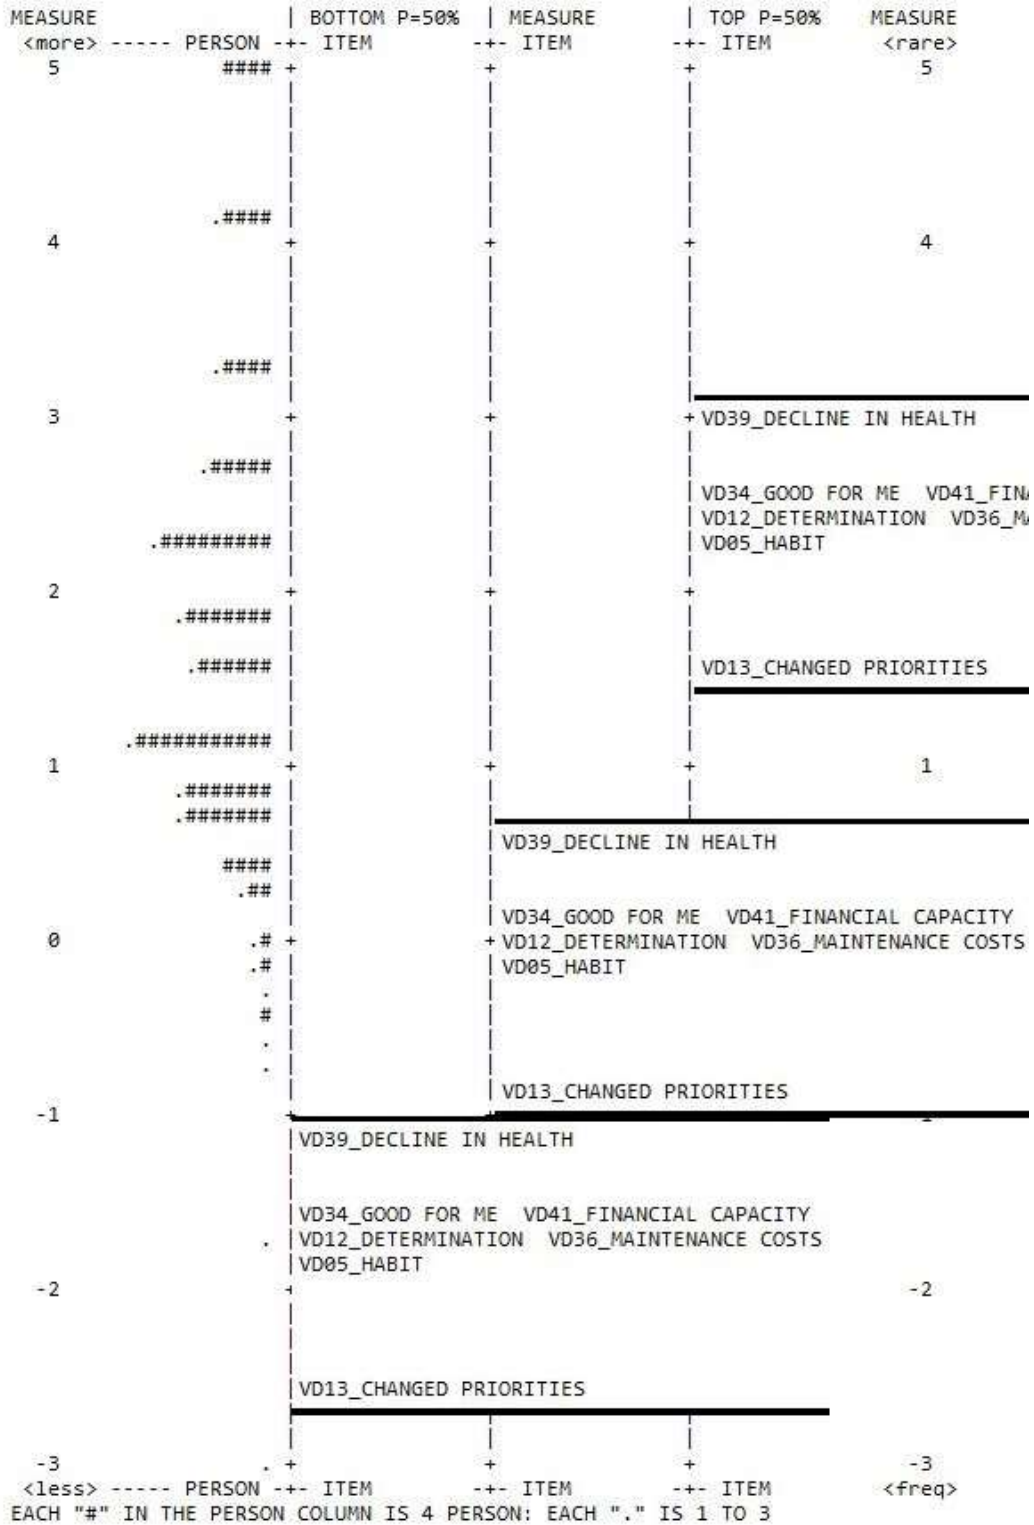 MEASURE | BOTTOM P=50% | MEASURE | TOP P=50% MEASURE
<more> ----- PERSON -+- ITEM -+- ITEM -+- ITEM <rare>
5 #### + + + 5
.####
4 + + + 4
.####
3 + + + VD39_DECLINE IN HEALTH
.#####
VD34_GOOD FOR ME VD41_FINA
VD12_DETERMINATION VD36_MA
.######### VD05_HABIT
2 + + +
.#######
.###### VD13_CHANGED PRIORITIES
.###########
1 + + + 1
.#######
.#######
VD39_DECLINE IN HEALTH
####
.##
VD34_GOOD FOR ME VD41_FINANCIAL CAPACITY
0 .# + + VD12_DETERMINATION VD36_MAINTENANCE COSTS
.# VD05_HABIT
.
#
.
.
VD13_CHANGED PRIORITIES
-1
VD39_DECLINE IN HEALTH
VD34_GOOD FOR ME VD41_FINANCIAL CAPACITY
. VD12_DETERMINATION VD36_MAINTENANCE COSTS
VD05_HABIT
-2 -2
VD13_CHANGED PRIORITIES
-3 . + + + -3
<less> ----- PERSON -+- ITEM -+- ITEM -+- ITEM <freq>
EACH "#" IN THE PERSON COLUMN IS 4 PERSON: EACH "." IS 1 TO 3